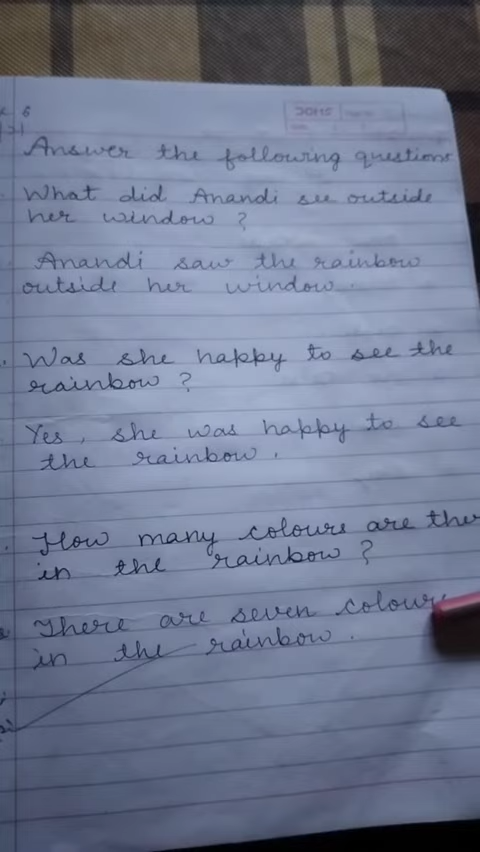 6
Answer the following questions
What did Anandi see outside
her window ?
Anandi saw the rainbow
outside her window.
Was she happy to see the
rainbow ?
Yes, she was happy to see
the rainbow.
How many colours are ther
in the rainbow ?
There are seven colours
in the rainbow.